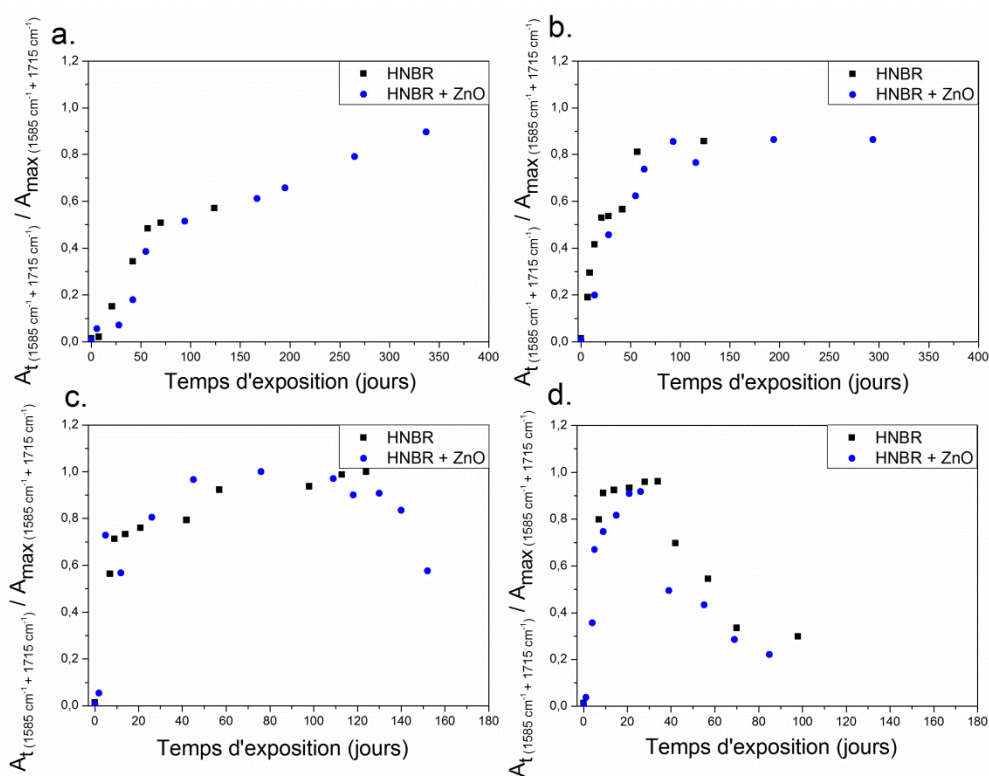 a.
A_t (1585 cm⁻¹ + 1715 cm⁻¹) / A_max (1585 cm⁻¹ + 1715 cm⁻¹)
1,2
1,0
0,8
0,6
0,4
0,2
0,0
HNBR
HNBR + ZnO
0 50 100 150 200 250 300 350 400
Temps d'exposition (jours)
b.
A_t (1585 cm⁻¹ + 1715 cm⁻¹) / A_max (1585 cm⁻¹ + 1715 cm⁻¹)
1,2
1,0
0,8
0,6
0,4
0,2
0,0
HNBR
HNBR + ZnO
0 50 100 150 200 250 300 350 400
Temps d'exposition (jours)
c.
A_t (1585 cm⁻¹ + 1715 cm⁻¹) / A_max (1585 cm⁻¹ + 1715 cm⁻¹)
1,2
1,0
0,8
0,6
0,4
0,2
0,0
HNBR
HNBR + ZnO
0 20 40 60 80 100 120 140 160 180
Temps d'exposition (jours)
d.
A_t (1585 cm⁻¹ + 1715 cm⁻¹) / A_max (1585 cm⁻¹ + 1715 cm⁻¹)
1,2
1,0
0,8
0,6
0,4
0,2
0,0
HNBR
HNBR + ZnO
0 20 40 60 80 100 120 140 160 180
Temps d'exposition (jours)